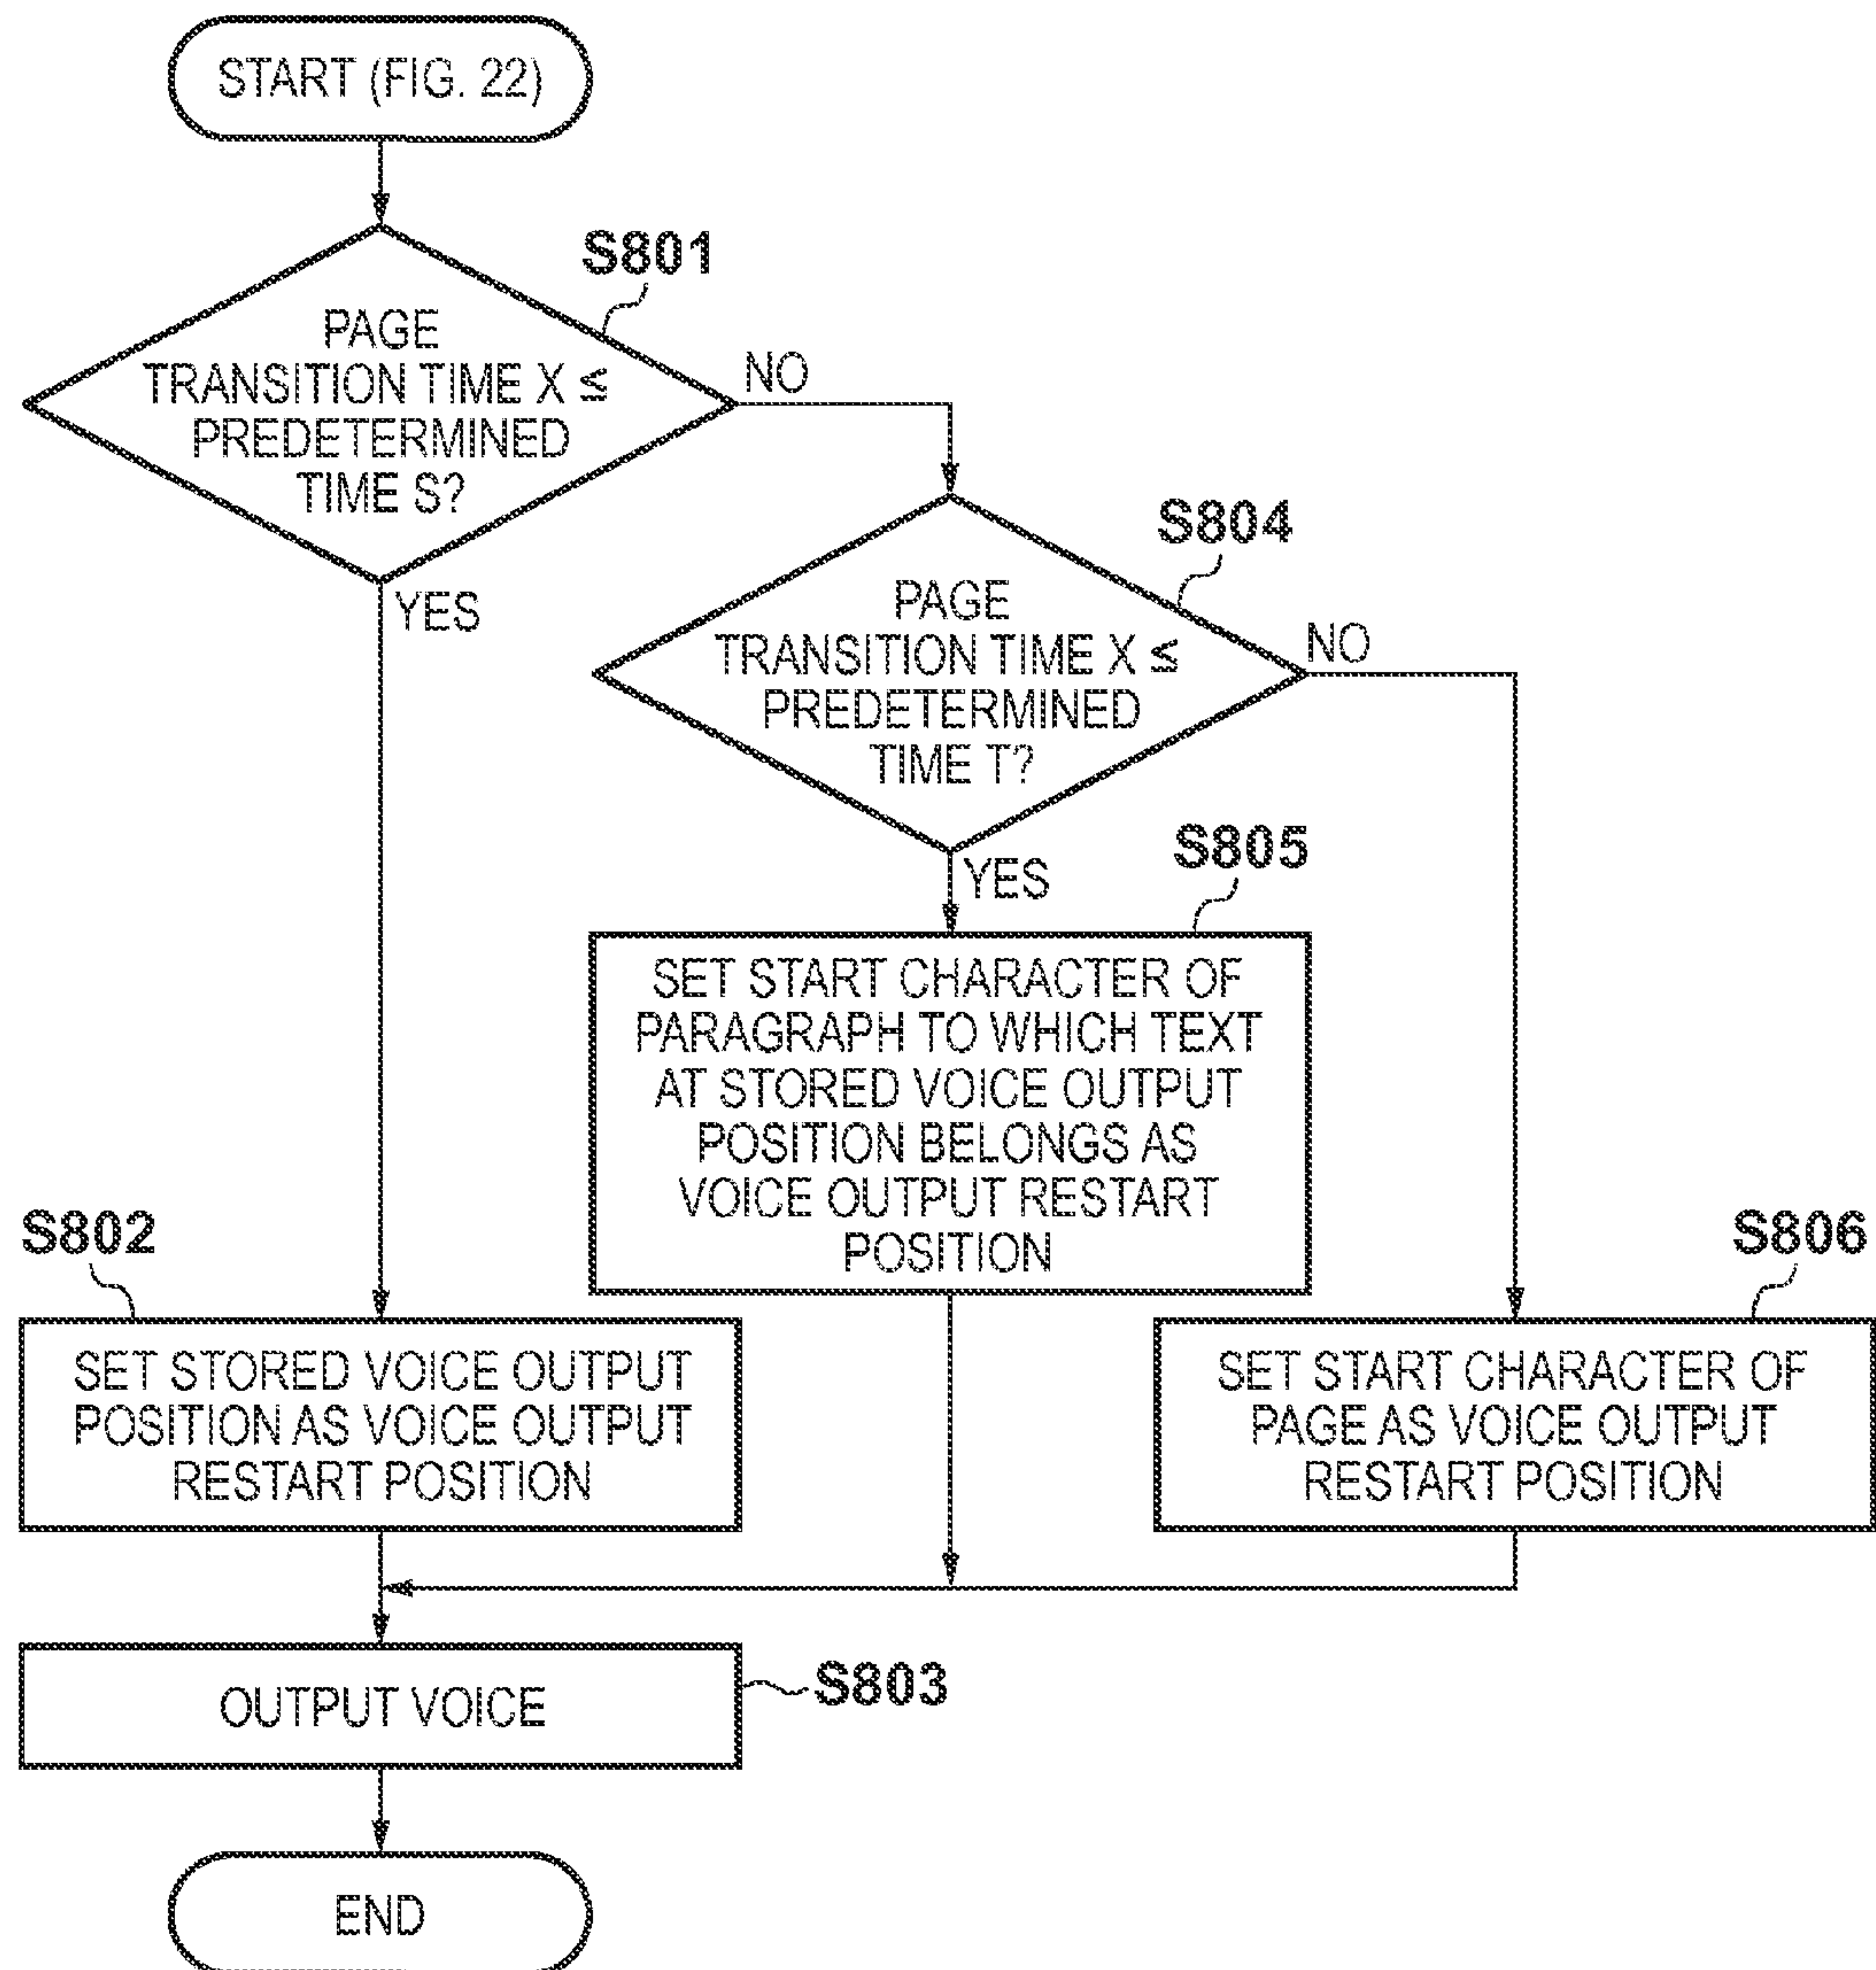 START (FIG. 22)
S801
PAGE
TRANSITION TIME X ≤
PREDETERMINED
TIME S?
NO
YES
S804
PAGE
TRANSITION TIME X ≤
PREDETERMINED
TIME T?
NO
YES
S805
SET START CHARACTER OF
PARAGRAPH TO WHICH TEXT
AT STORED VOICE OUTPUT
POSITION BELONGS AS
VOICE OUTPUT RESTART
POSITION
S802
SET STORED VOICE OUTPUT
POSITION AS VOICE OUTPUT
RESTART POSITION
S806
SET START CHARACTER OF
PAGE AS VOICE OUTPUT
RESTART POSITION
OUTPUT VOICE
S803
END